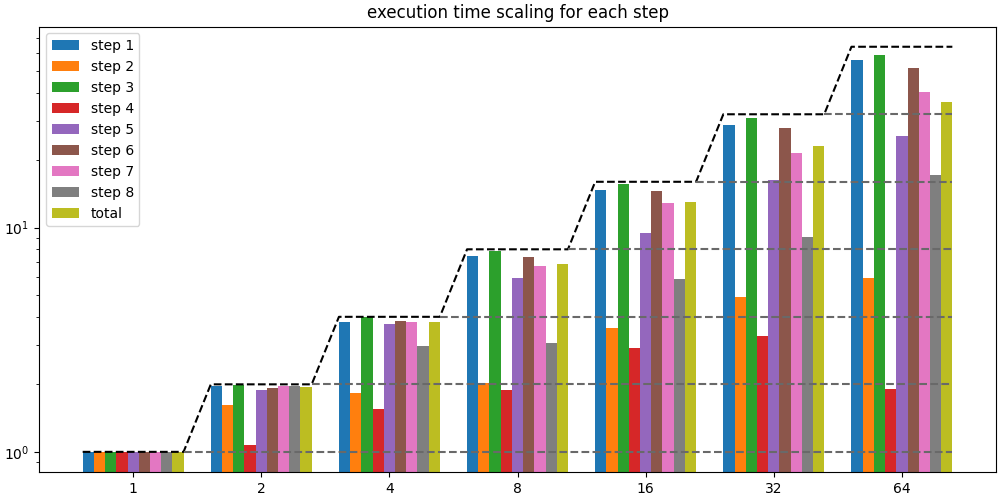 execution time scaling for each step
step 1
step 2
step 3
step 4
step 5
step 6
step 7
step 8
total
10¹
10⁰
1 2 4 8 16 32 64